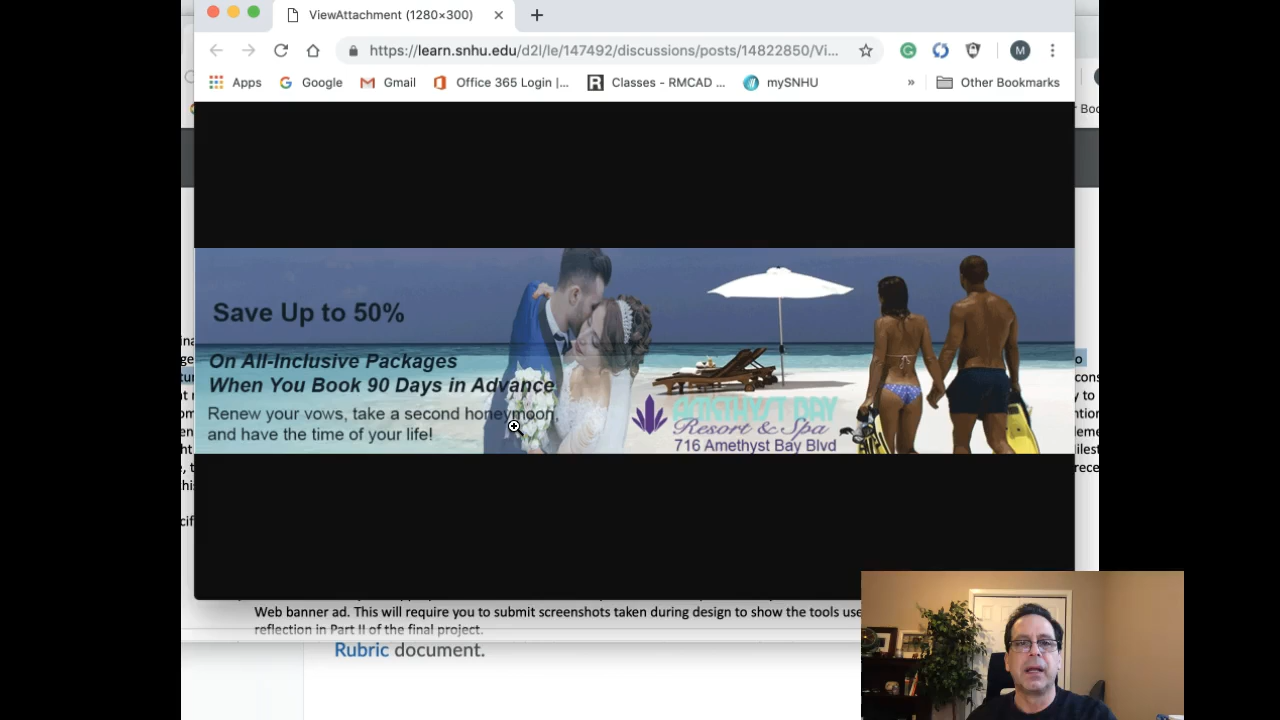 ViewAttachment (1280×300)
https://learn.snhu.edu/d2l/le/147492/discussions/posts/14822850/Vi...
M
Apps
Google
Gmail
Office 365 Login |...
Classes - RMCAD ...
mySNHU
»
Other Bookmarks
Save Up to 50%
On All-Inclusive Packages
When You Book 90 Days in Advance
Renew your vows, take a second honeymoon,
and have the time of your life!
AMETHYST BAY
Resort & Spa
716 Amethyst Bay Blvd
Web banner ad. This will require you to submit screenshots taken during design to show the tools use
reflection in Part II of the final project.
Rubric document.